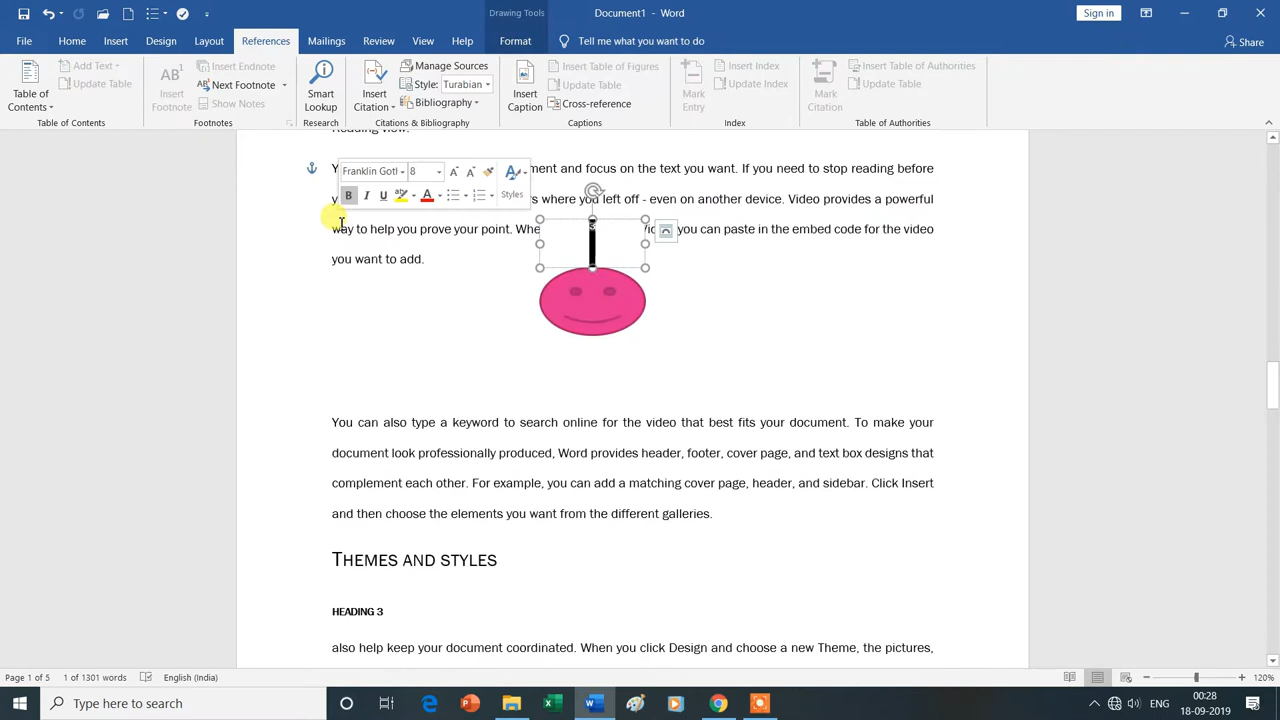 Drawing Tools
Document1 - Word
Sign in
File
Home
Insert
Design
Layout
References
Mailings
Review
View
Help
Format
Tell me what you want to do
Share
Table of Contents
Add Text
Update Table
Table of Contents
AB1
Insert Footnote
Insert Endnote
Next Footnote
Show Notes
Footnotes
Smart Lookup
Research
Insert Citation
Manage Sources
Style: Turabian
Bibliography
Citations & Bibliography
Insert Caption
Insert Table of Figures
Update Table
Cross-reference
Captions
Mark Entry
Insert Index
Update Index
Index
Mark Citation
Insert Table of Authorities
Update Table
Table of Authorities
Reading view.
Franklin Gotl
8
B I U
Styles
ment and focus on the text you want. If you need to stop reading before
where you left off - even on another device. Video provides a powerful
way to help you prove your point. you can paste in the embed code for the video
you want to add.
You can also type a keyword to search online for the video that best fits your document. To make your
document look professionally produced, Word provides header, footer, cover page, and text box designs that
complement each other. For example, you can add a matching cover page, header, and sidebar. Click Insert
and then choose the elements you want from the different galleries.
THEMES AND STYLES
HEADING 3
also help keep your document coordinated. When you click Design and choose a new Theme, the pictures,
Page 1 of 5
1 of 1301 words
English (India)
120%
Type here to search
ENG
00:28
18-09-2019